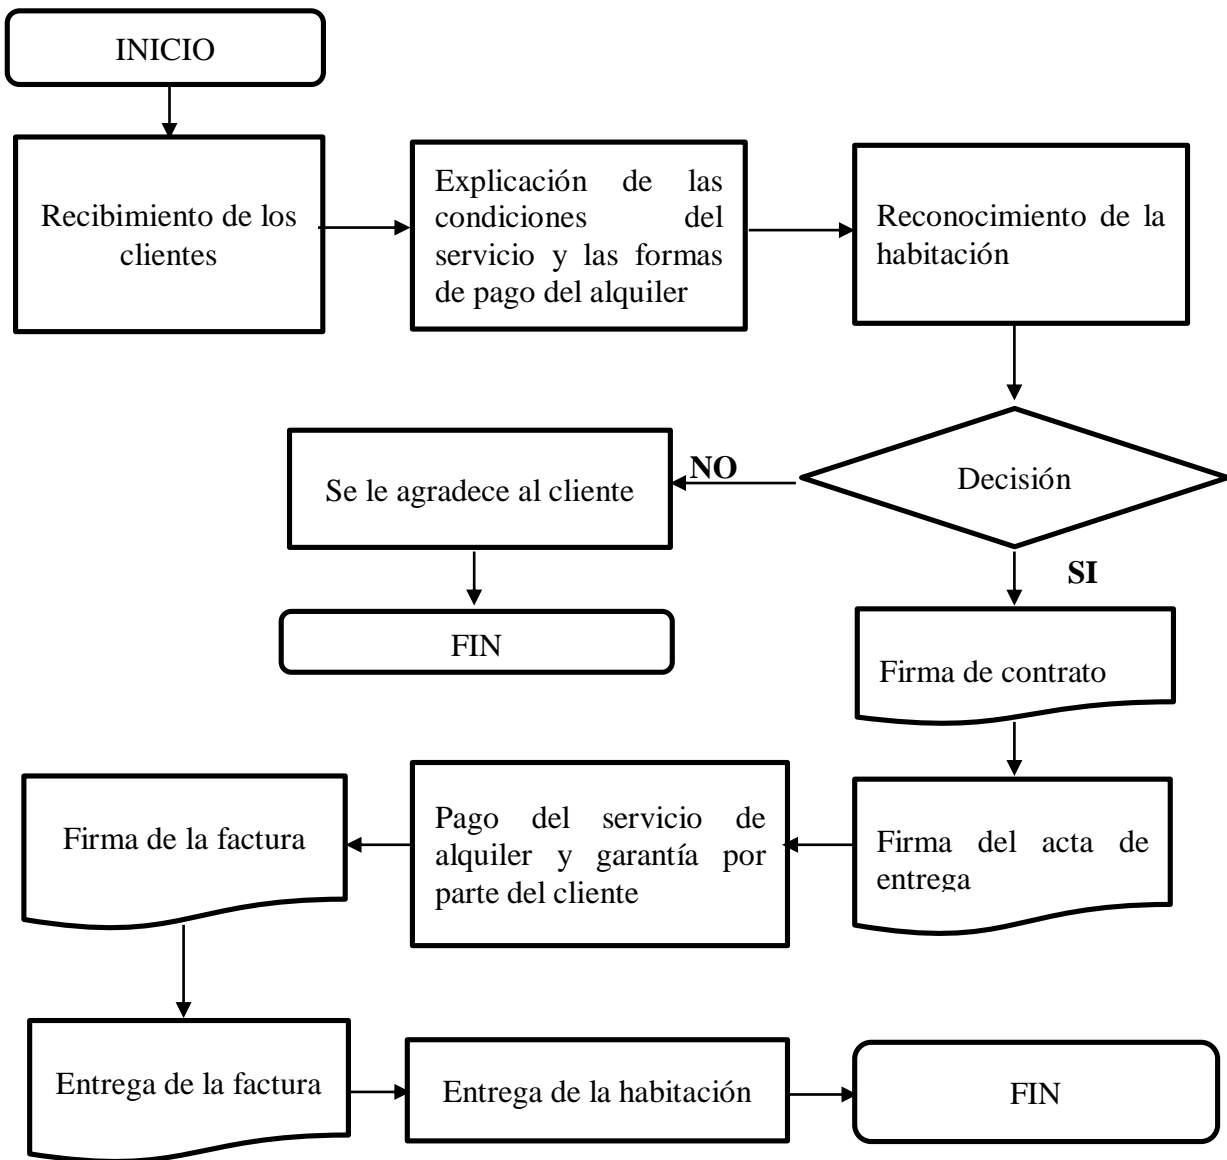 INICIO
Recibimiento de los
clientes
Explicación de las
condiciones del
servicio y las formas
de pago del alquiler
Reconocimiento de la
habitación
Decisión
NO
Se le agradece al cliente
FIN
SI
Firma de contrato
Firma del acta de
entrega
Pago del servicio de
alquiler y garantía por
parte del cliente
Firma de la factura
Entrega de la factura
Entrega de la habitación
FIN